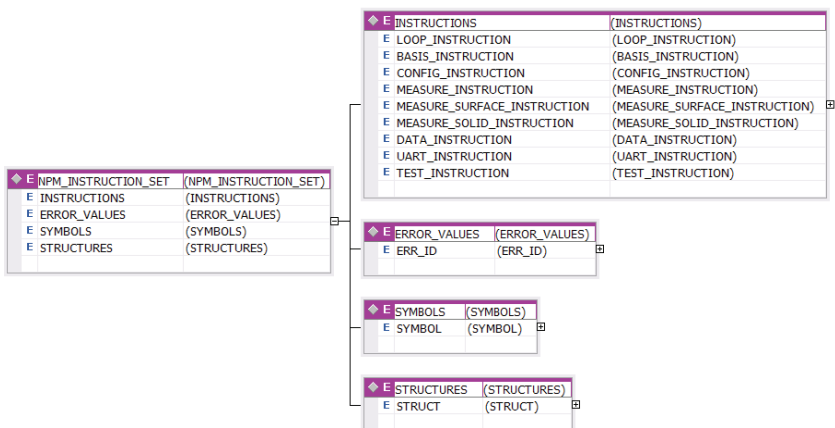 E INSTRUCTIONS (INSTRUCTIONS)
E LOOP_INSTRUCTION (LOOP_INSTRUCTION)
E BASIS_INSTRUCTION (BASIS_INSTRUCTION)
E CONFIG_INSTRUCTION (CONFIG_INSTRUCTION)
E MEASURE_INSTRUCTION (MEASURE_INSTRUCTION)
E MEASURE_SURFACE_INSTRUCTION (MEASURE_SURFACE_INSTRUCTION)
E MEASURE_SOLID_INSTRUCTION (MEASURE_SOLID_INSTRUCTION)
E DATA_INSTRUCTION (DATA_INSTRUCTION)
E UART_INSTRUCTION (UART_INSTRUCTION)
E TEST_INSTRUCTION (TEST_INSTRUCTION)
E NPM_INSTRUCTION_SET (NPM_INSTRUCTION_SET)
E INSTRUCTIONS (INSTRUCTIONS)
E ERROR_VALUES (ERROR_VALUES)
E SYMBOLS (SYMBOLS)
E STRUCTURES (STRUCTURES)
E ERROR_VALUES (ERROR_VALUES)
E ERR_ID (ERR_ID)
E SYMBOLS (SYMBOLS)
E SYMBOL (SYMBOL)
E STRUCTURES (STRUCTURES)
E STRUCT (STRUCT)